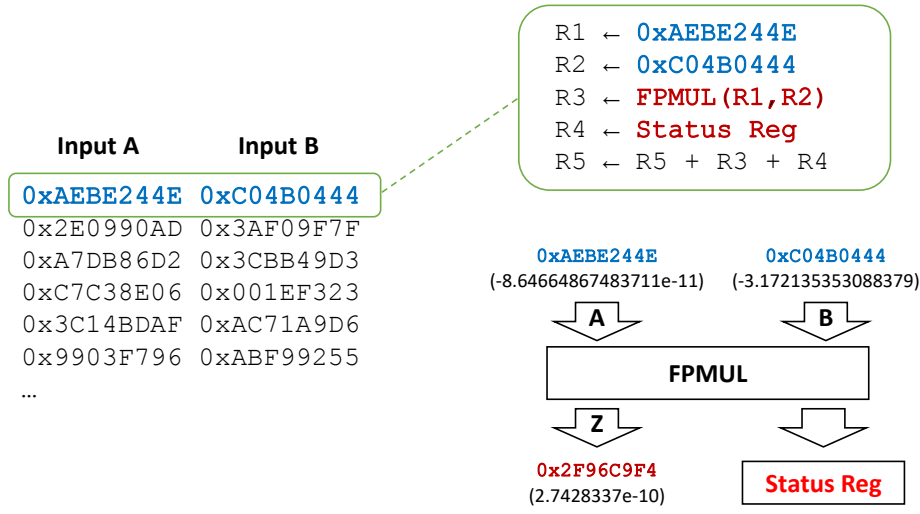 R1 ← 0xAEBE244E
R2 ← 0xC04B0444
R3 ← FPMUL(R1,R2)
R4 ← Status Reg
R5 ← R5 + R3 + R4
Input A Input B
0xAEBE244E 0xC04B0444
0x2E0990AD 0x3AF09F7F
0xA7DB86D2 0x3CBB49D3
0xC7C38E06 0x001EF323
0x3C14BDAF 0xAC71A9D6
0x9903F796 0xABF99255
…
0xAEBE244E 0xC04B0444
(-8.64664867483711e-11) (-3.172135353088379)
A B
FPMUL
Z
0x2F96C9F4
(2.7428337e-10)
Status Reg